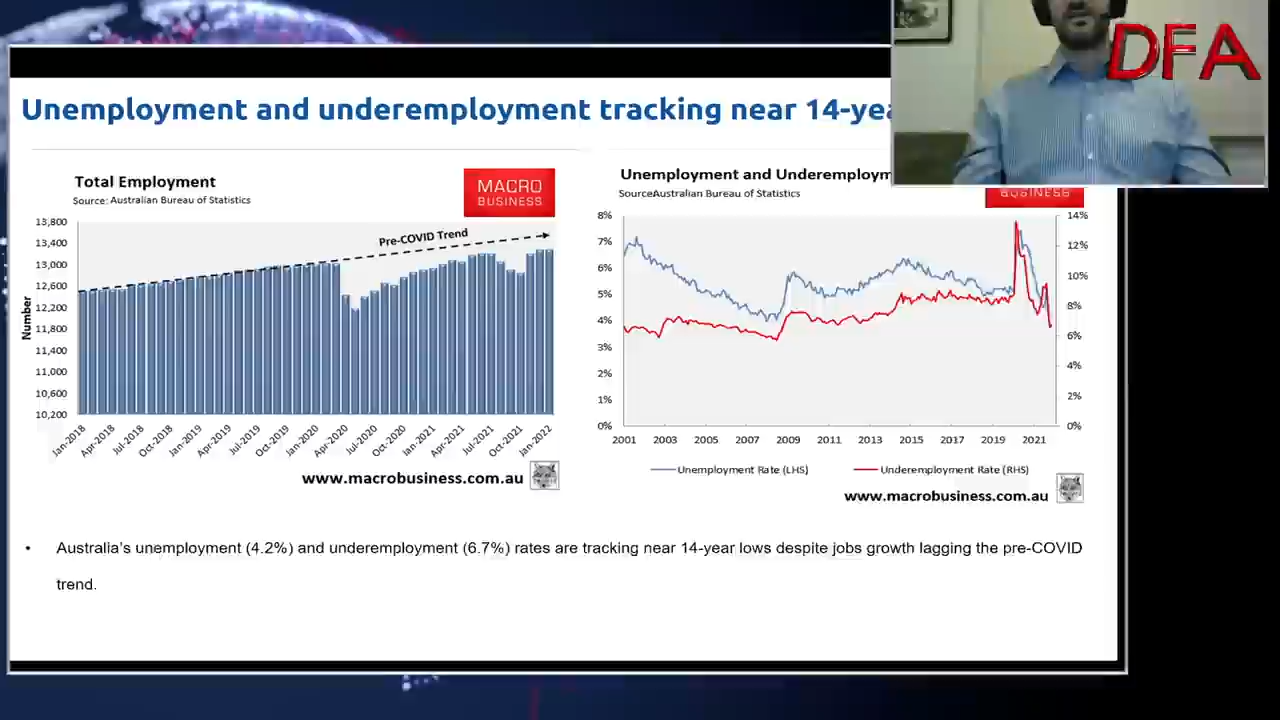 DFA
Unemployment and underemployment tracking near 14-yea
Total Employment
Source: Australian Bureau of Statistics
MACRO
BUSINESS
Number
13,800
13,400
13,000
12,600
12,200
11,800
11,400
11,000
10,600
10,200
Pre-COVID Trend
Jan-2018 Apr-2018 Jul-2018 Oct-2018 Jan-2019 Apr-2019 Jul-2019 Oct-2019 Jan-2020 Apr-2020 Jul-2020 Oct-2020 Jan-2021 Apr-2021 Jul-2021 Oct-2021 Jan-2022
www.macrobusiness.com.au
Unemployment and Underemploym
SourceAustralian Bureau of Statistics
BUSINESS
8%
7%
6%
5%
4%
3%
2%
1%
0%
14%
12%
10%
8%
6%
4%
2%
0%
2001 2003 2005 2007 2009 2011 2013 2015 2017 2019 2021
Unemployment Rate (LHS) Underemployment Rate (RHS)
www.macrobusiness.com.au
• Australia's unemployment (4.2%) and underemployment (6.7%) rates are tracking near 14-year lows despite jobs growth lagging the pre-COVID
trend.